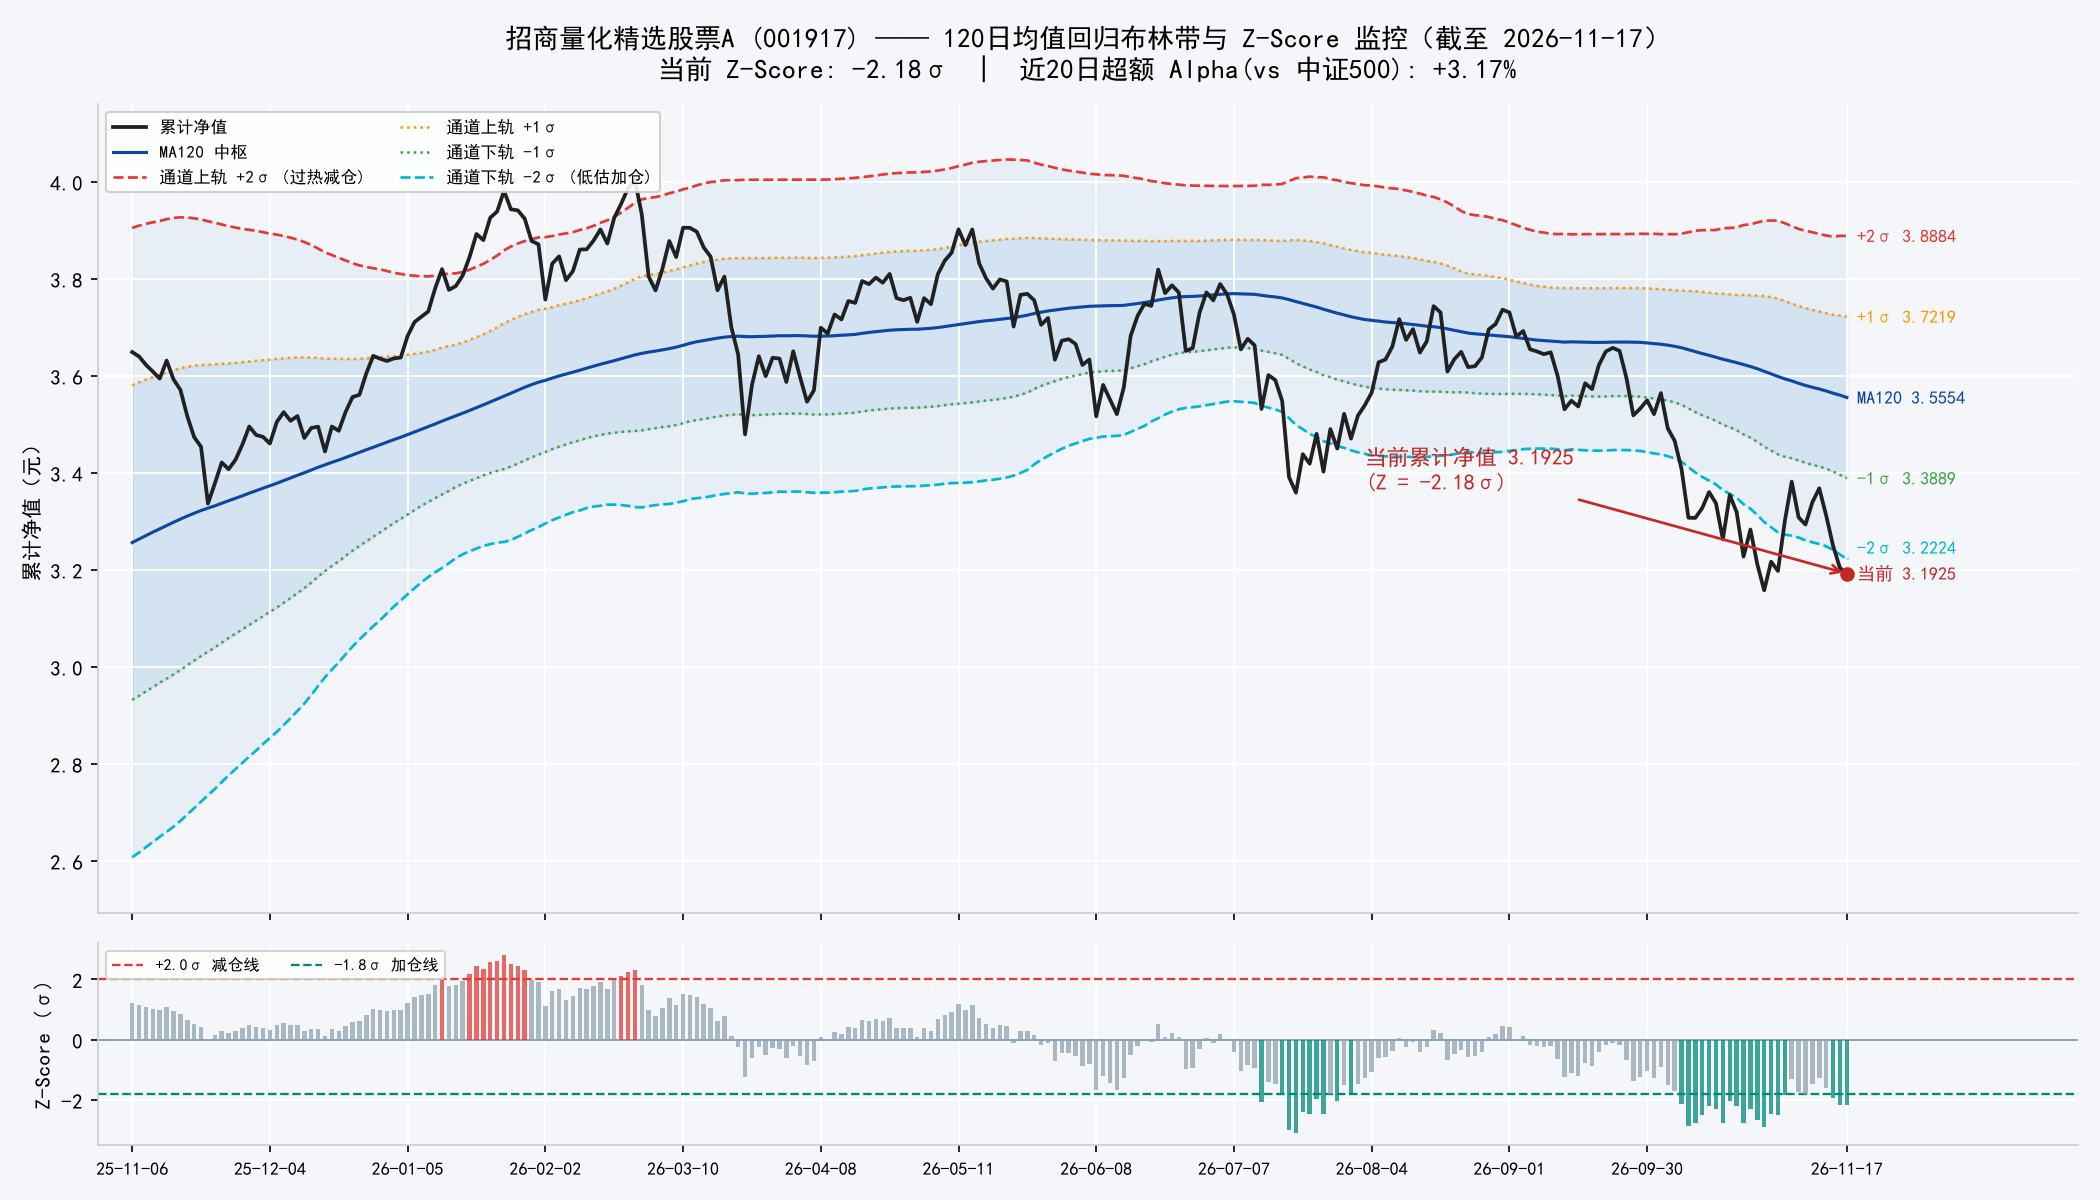 招商量化精选股票A (001917) —— 120日均值回归布林带与 Z-Score 监控 (截至 2026-11-17)
当前 Z-Score: -2.18σ | 近20日超额 Alpha(vs 中证500): +3.17%
累计净值
MA120 中枢
通道上轨 +2σ (过热减仓)
通道上轨 +1σ
通道下轨 -1σ
通道下轨 -2σ (低估加仓)
累计净值 (元)
4.0
3.8
3.6
3.4
3.2
3.0
2.8
2.6
+2σ 3.8884
+1σ 3.7219
MA120 3.5554
-1σ 3.3889
-2σ 3.2224
当前 3.1925
当前累计净值 3.1925
(Z = -2.18σ)
+2.0σ 减仓线
-1.8σ 加仓线
Z-Score (σ)
2
0
-2
25-11-06
25-12-04
26-01-05
26-02-02
26-03-10
26-04-08
26-05-11
26-06-08
26-07-07
26-08-04
26-09-01
26-09-30
26-11-17